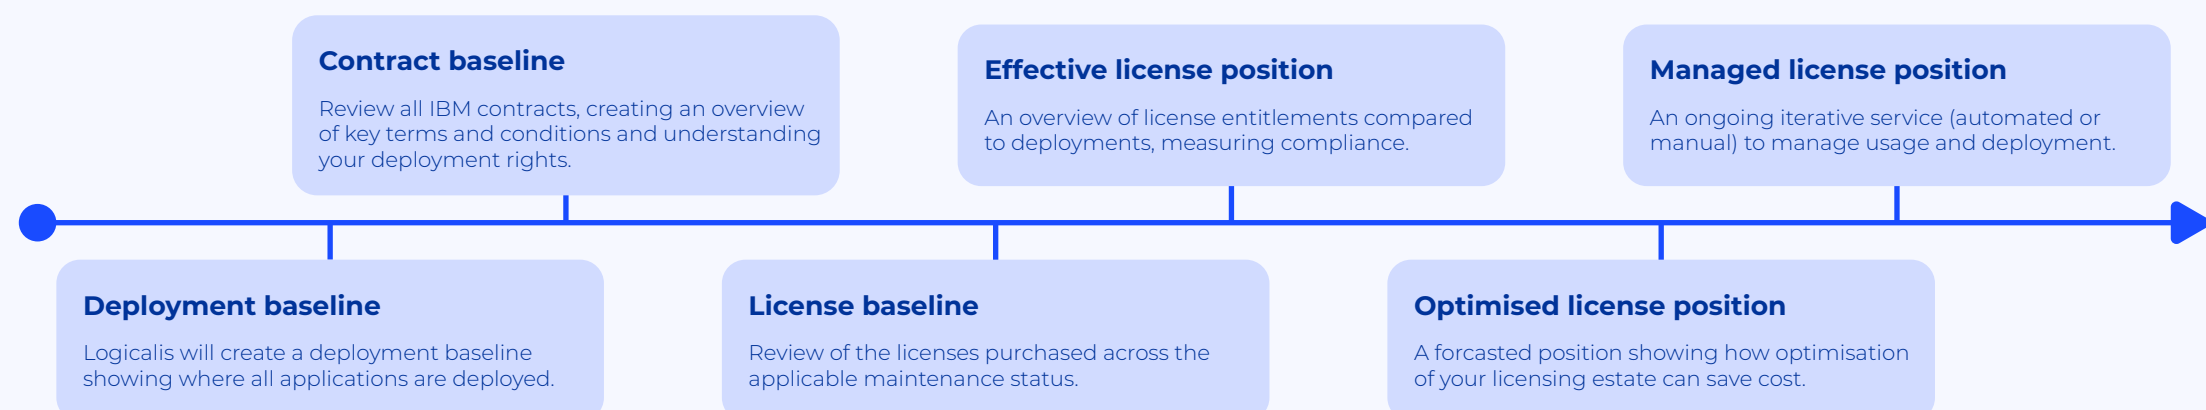 Contract baseline
Review all IBM contracts, creating an overview
of key terms and conditions and understanding
your deployment rights.
Effective license position
An overview of license entitlements compared
to deployments, measuring compliance.
Managed license position
An ongoing iterative service (automated or
manual) to manage usage and deployment.
Deployment baseline
Logicalis will create a deployment baseline
showing where all applications are deployed.
License baseline
Review of the licenses purchased across the
applicable maintenance status.
Optimised license position
A forcasted position showing how optimisation
of your licensing estate can save cost.